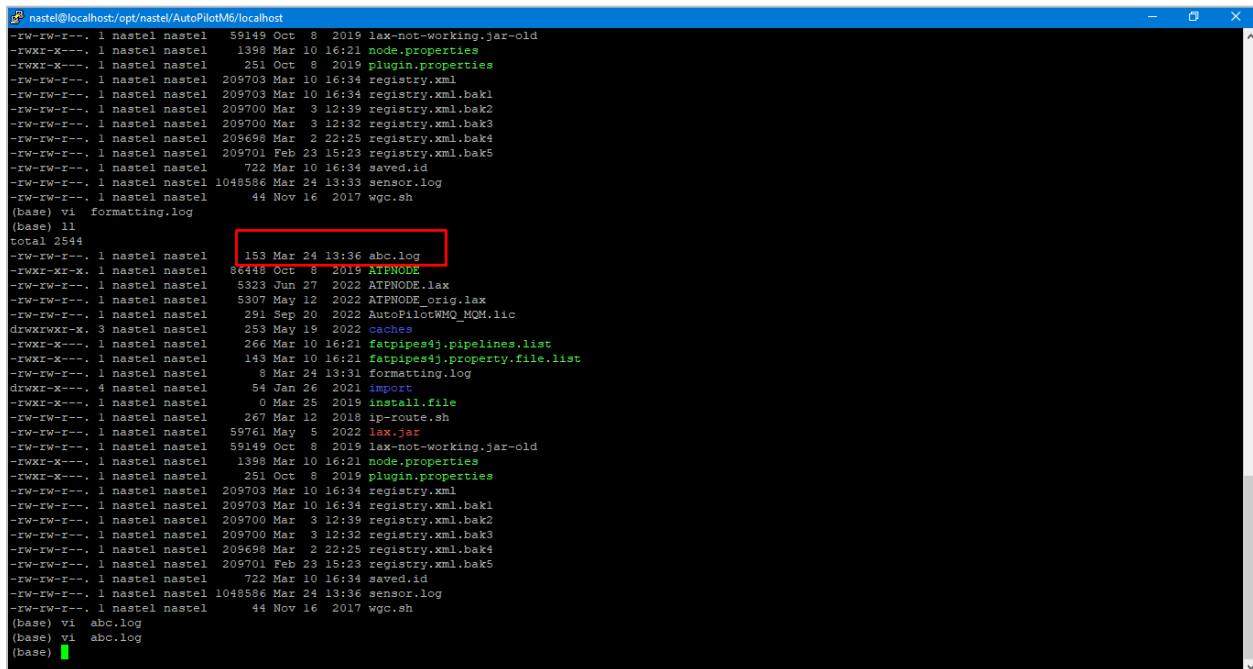 nastel@localhost:/opt/nastel/AutoPilotM6/localhost
-rw-rw-r--. 1 nastel nastel   59149 Oct  8  2019 lax-not-working.jar-old
-rwxr-x---. 1 nastel nastel    1398 Mar 10 16:21 node.properties
-rwxr-x---. 1 nastel nastel     251 Oct  8  2019 plugin.properties
-rw-rw-r--. 1 nastel nastel  209703 Mar 10 16:34 registry.xml
-rw-rw-r--. 1 nastel nastel  209703 Mar 10 16:34 registry.xml.bak1
-rw-rw-r--. 1 nastel nastel  209700 Mar  3 12:39 registry.xml.bak2
-rw-rw-r--. 1 nastel nastel  209700 Mar  3 12:32 registry.xml.bak3
-rw-rw-r--. 1 nastel nastel  209698 Mar  2 22:25 registry.xml.bak4
-rw-rw-r--. 1 nastel nastel  209701 Feb 23 15:23 registry.xml.bak5
-rw-rw-r--. 1 nastel nastel     722 Mar 10 16:34 saved.id
-rw-rw-r--. 1 nastel nastel 1048586 Mar 24 13:33 sensor.log
-rw-rw-r--. 1 nastel nastel      44 Nov 16  2017 wgc.sh
(base) vi  formatting.log
(base) ll
total 2544
-rw-rw-r--. 1 nastel nastel     153 Mar 24 13:36 abc.log
-rwxr-xr-x. 1 nastel nastel   86448 Oct  8  2019 ATPNODE
-rw-rw-r--. 1 nastel nastel    5323 Jun 27  2022 ATPNODE.lax
-rw-rw-r--. 1 nastel nastel    5307 May 12  2022 ATPNODE_orig.lax
-rw-rw-r--. 1 nastel nastel     291 Sep 20  2022 AutoPilotWMQ_MQM.lic
drwxrwxr-x. 3 nastel nastel     253 May 19  2022 caches
-rwxr-x---. 1 nastel nastel     266 Mar 10 16:21 fatpipes4j.pipelines.list
-rwxr-x---. 1 nastel nastel     143 Mar 10 16:21 fatpipes4j.property.file.list
-rw-rw-r--. 1 nastel nastel       8 Mar 24 13:31 formatting.log
drwxr-x---. 4 nastel nastel      54 Jan 26  2021 import
-rwxr-x---. 1 nastel nastel       0 Mar 25  2019 install.file
-rw-rw-r--. 1 nastel nastel     267 Mar 12  2018 ip-route.sh
-rw-rw-r--. 1 nastel nastel   59761 May  5  2022 lax.jar
-rw-rw-r--. 1 nastel nastel   59149 Oct  8  2019 lax-not-working.jar-old
-rwxr-x---. 1 nastel nastel    1398 Mar 10 16:21 node.properties
-rwxr-x---. 1 nastel nastel     251 Oct  8  2019 plugin.properties
-rw-rw-r--. 1 nastel nastel  209703 Mar 10 16:34 registry.xml
-rw-rw-r--. 1 nastel nastel  209703 Mar 10 16:34 registry.xml.bak1
-rw-rw-r--. 1 nastel nastel  209700 Mar  3 12:39 registry.xml.bak2
-rw-rw-r--. 1 nastel nastel  209700 Mar  3 12:32 registry.xml.bak3
-rw-rw-r--. 1 nastel nastel  209698 Mar  2 22:25 registry.xml.bak4
-rw-rw-r--. 1 nastel nastel  209701 Feb 23 15:23 registry.xml.bak5
-rw-rw-r--. 1 nastel nastel     722 Mar 10 16:34 saved.id
-rw-rw-r--. 1 nastel nastel 1048586 Mar 24 13:36 sensor.log
-rw-rw-r--. 1 nastel nastel      44 Nov 16  2017 wgc.sh
(base) vi  abc.log
(base) vi  abc.log
(base)